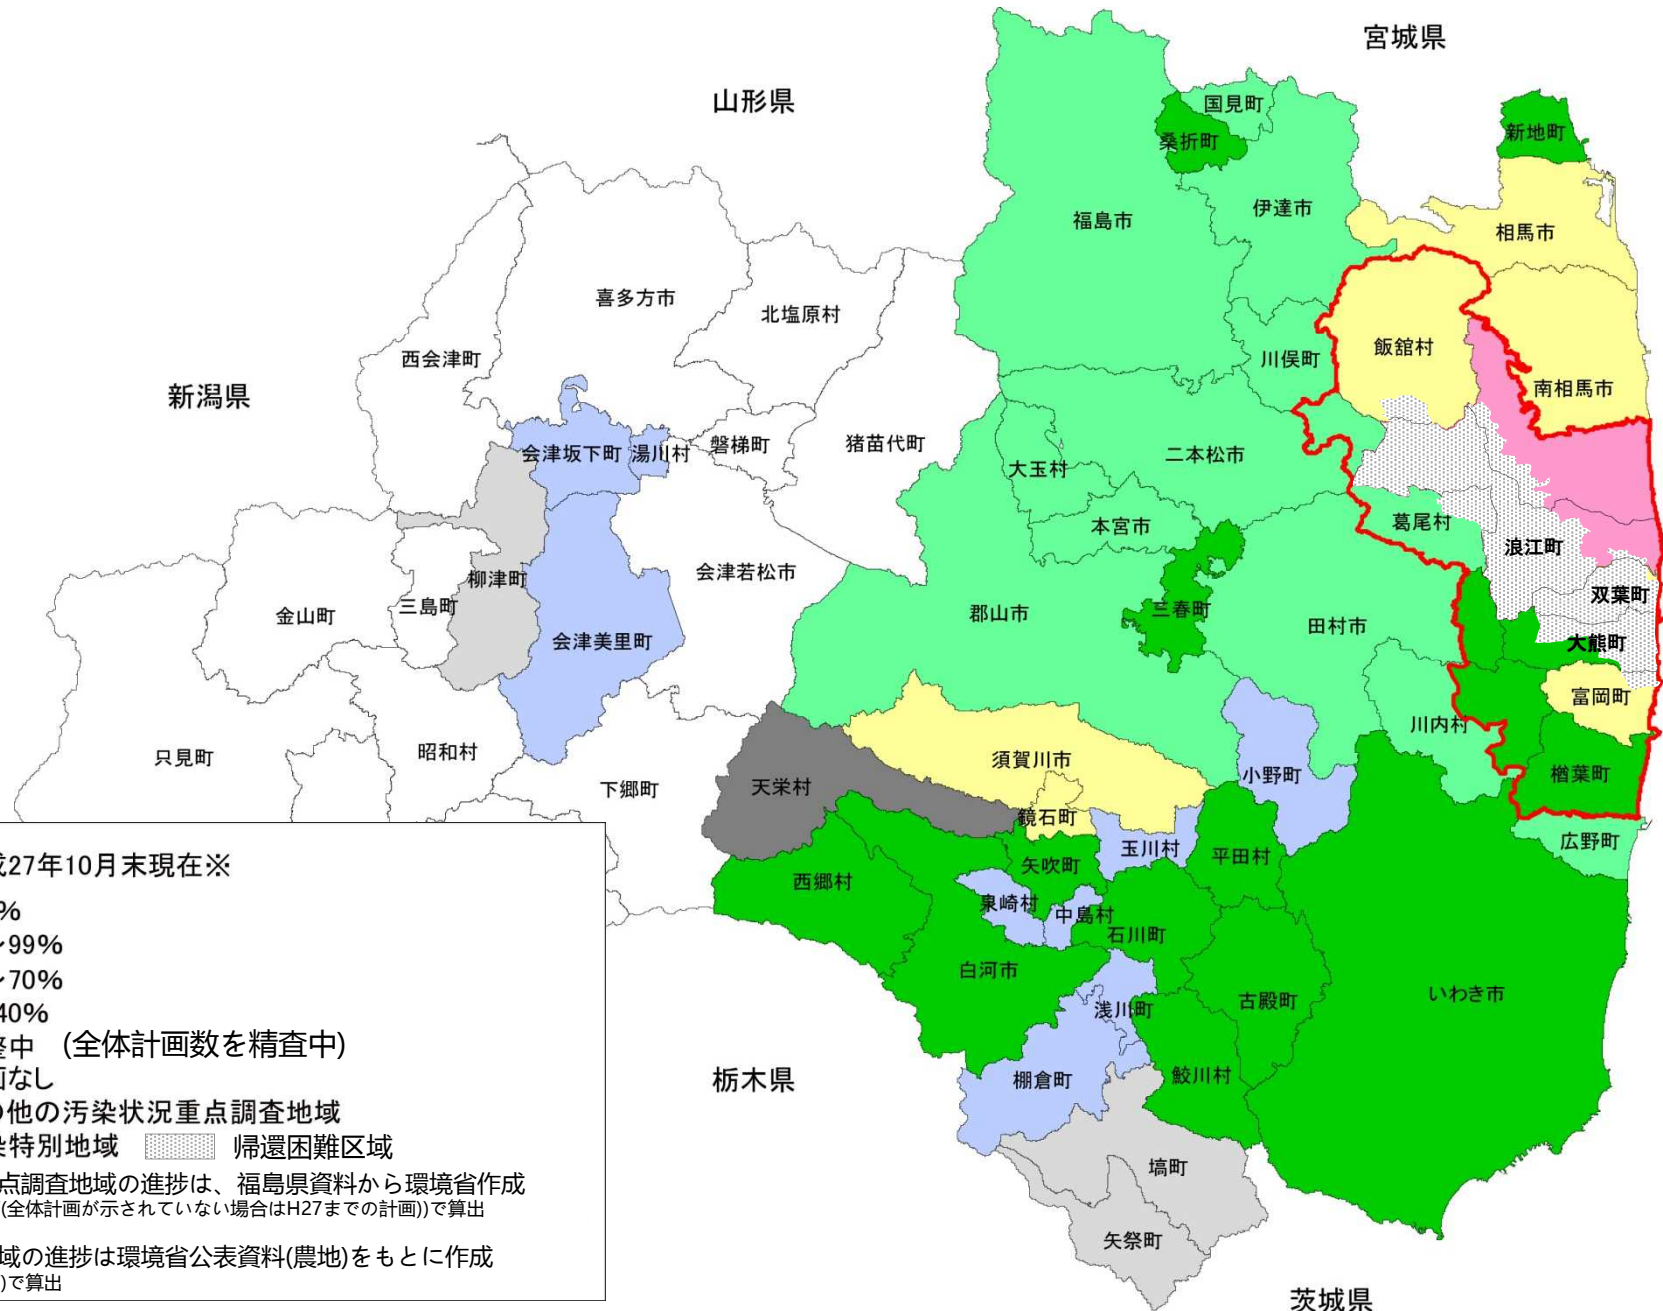 宮城県
山形県
国見町
新地町
桑折町
伊達市
福島市
相馬市
喜多方市
北塩原村
飯舘村
川俣町
西会津町
南相馬市
新潟県
磐梯町
猪苗代町
会津坂下町
湯川村
二本松市
大玉村
本宮市
葛尾村
浪江町
会津若松市
柳津町
双葉町
三島町
三春町
郡山市
金山町
田村市
会津美里町
大熊町
富岡町
川内村
昭和村
只見町
須賀川市
小野町
楢葉町
天栄村
下郷町
鏡石町
広野町
玉川村
平田村
矢吹町
西郷村
泉崎村
中島村
石川町
白河市
いわき市
古殿町
浅川町
鮫川村
棚倉町
栃木県
塙町
矢祭町
茨城県
27年10月末現在※
%
~99%
~70%
40%
中 (全体計画数を精査中)
なし
他の汚染状況重点調査地域
特別地域 帰還困難区域
点調査地域の進捗は、福島県資料から環境省作成
(全体計画が示されていない場合はH27までの計画))で算出
域の進捗は環境省公表資料(農地)をもとに作成
)で算出